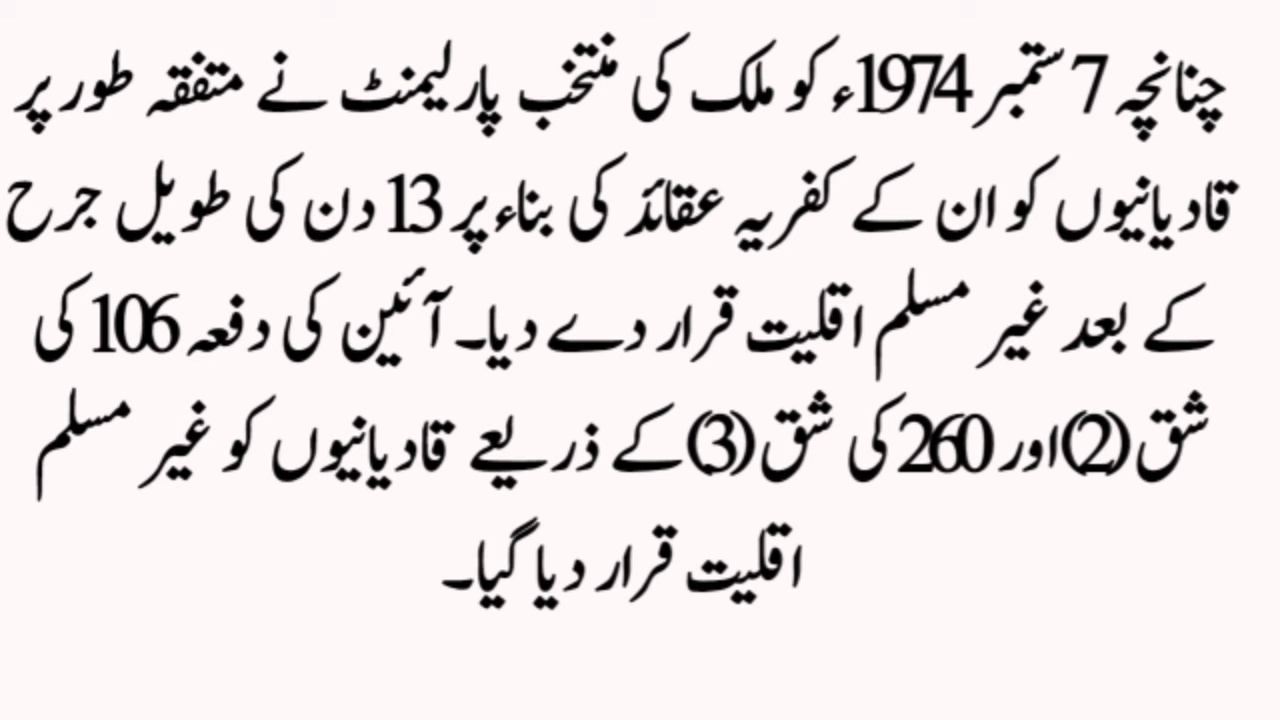 چنانچہ 7 ستمبر 1974ء کو ملک کی منتخب پارلیمنٹ نے متفقہ طور پر
قادیانیوں کو ان کے کفریہ عقائد کی بناء پر 13 دن کی طویل جرح
کے بعد غیر مسلم اقلیت قرار دے دیا۔ آئین کی دفعہ 106 کی
شق (2) اور 260 کی شق (3) کے ذریعے قادیانیوں کو غیر مسلم
اقلیت قرار دیا گیا۔